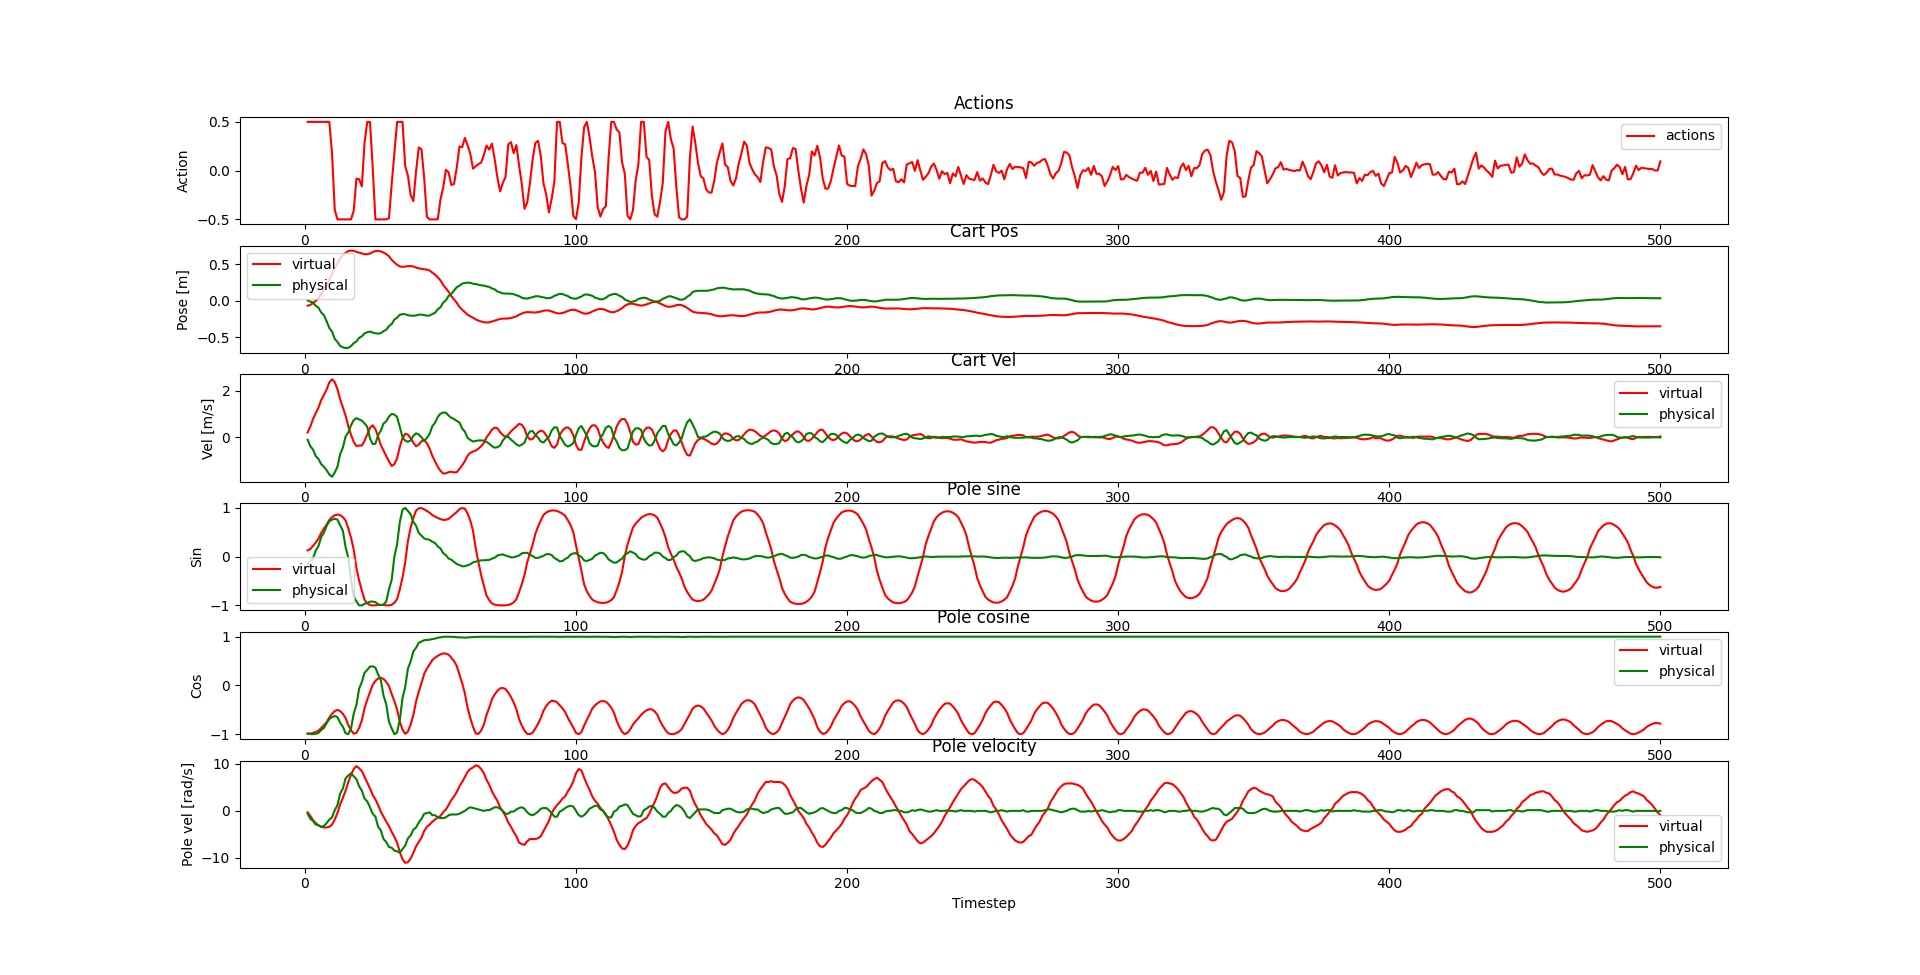 Actions
Action
0.5
0.0
−0.5
actions
0 100 200 300 400 500
Cart Pos
Pose [m]
0.5
0.0
−0.5
virtual
physical
0 100 200 300 400 500
Cart Vel
Vel [m/s]
2
0
virtual
physical
0 100 200 300 400 500
Pole sine
Sin
1
0
−1
virtual
physical
0 100 200 300 400 500
Pole cosine
Cos
1
0
−1
virtual
physical
0 100 200 300 400 500
Pole velocity
Pole vel [rad/s]
10
0
−10
virtual
physical
0 100 200 300 400 500
Timestep